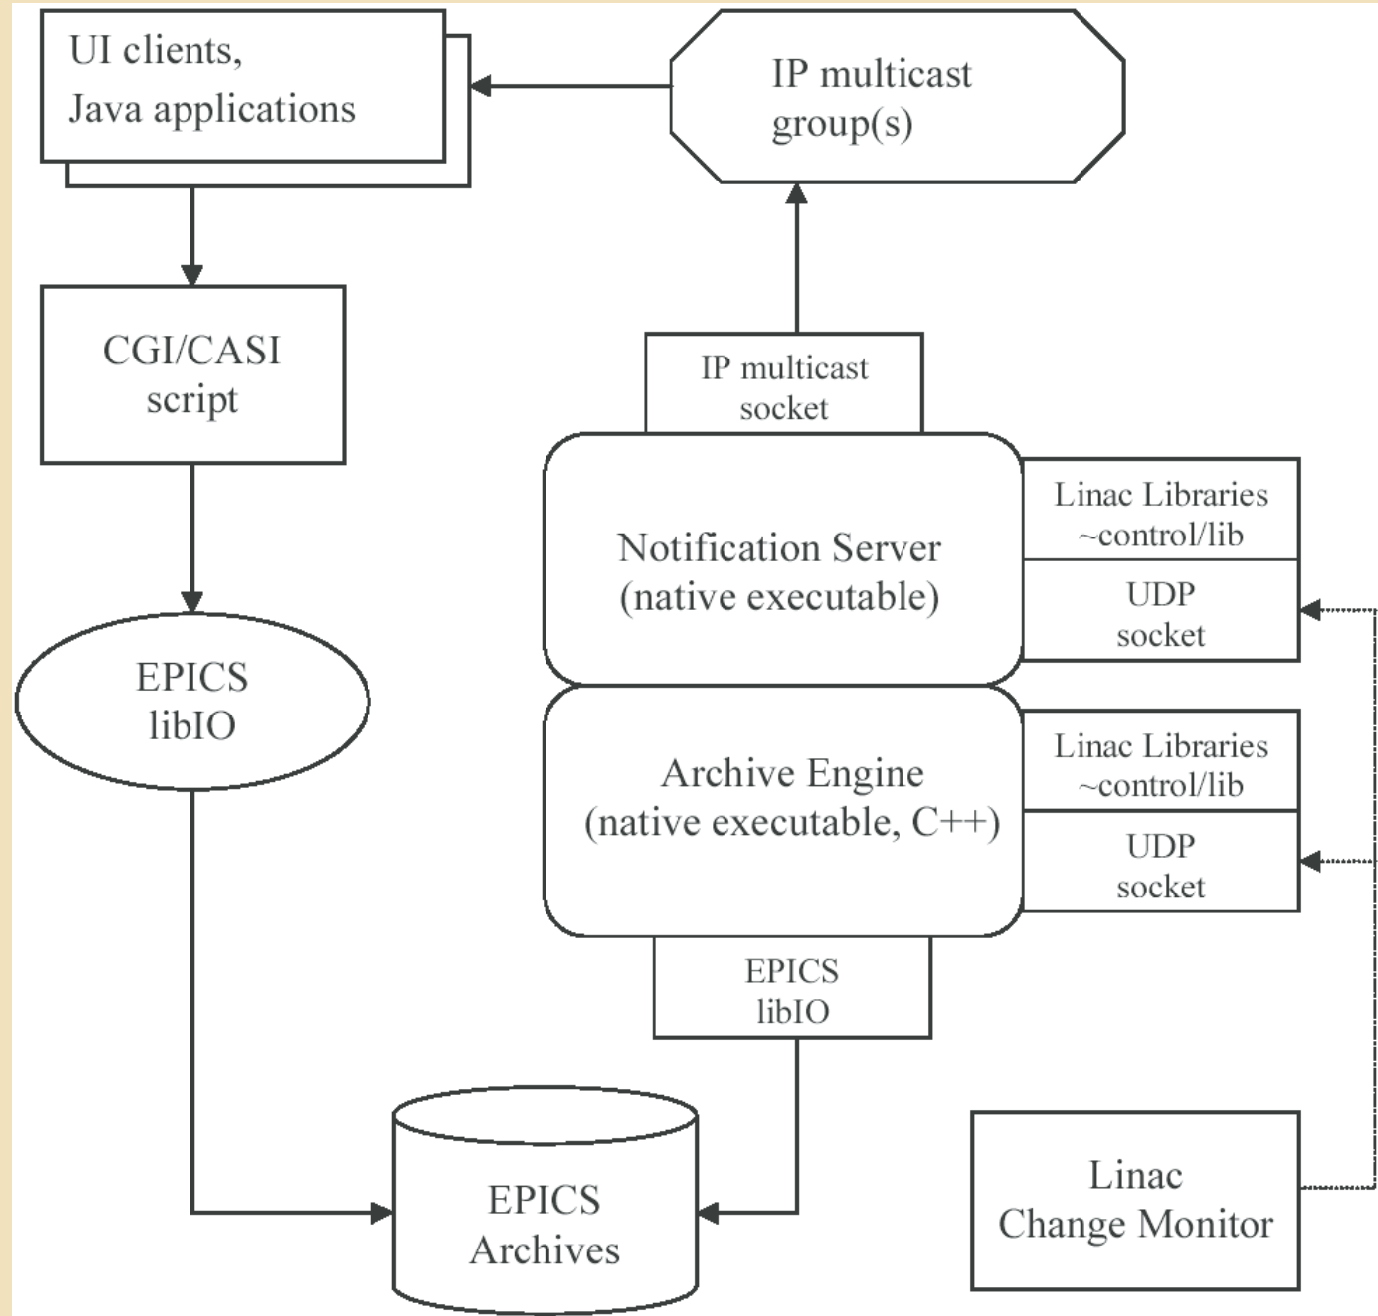 UI clients,
Java applications
IP multicast
group(s)
CGI/CASI
script
IP multicast
socket
Notification Server
(native executable)
Linac Libraries
~control/lib
UDP
socket
EPICS
libIO
Archive Engine
(native executable, C++)
Linac Libraries
~control/lib
UDP
socket
EPICS
libIO
EPICS
Archives
Linac
Change Monitor